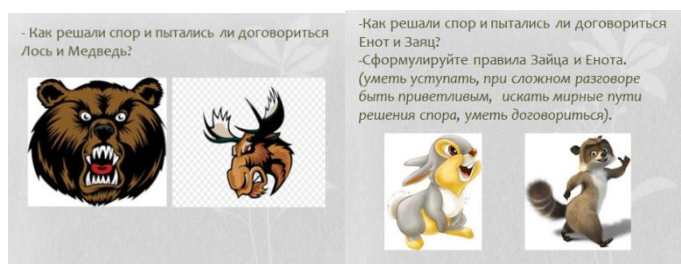 - Как решали спор и пытались ли договориться
Лось и Медведь?
-Как решали спор и пытались ли договориться
Енот и Заяц?
-Сформулируйте правила Зайца и Енота.
(уметь уступать, при сложном разговоре
быть приветливым, искать мирные пути
решения спора, уметь договориться).